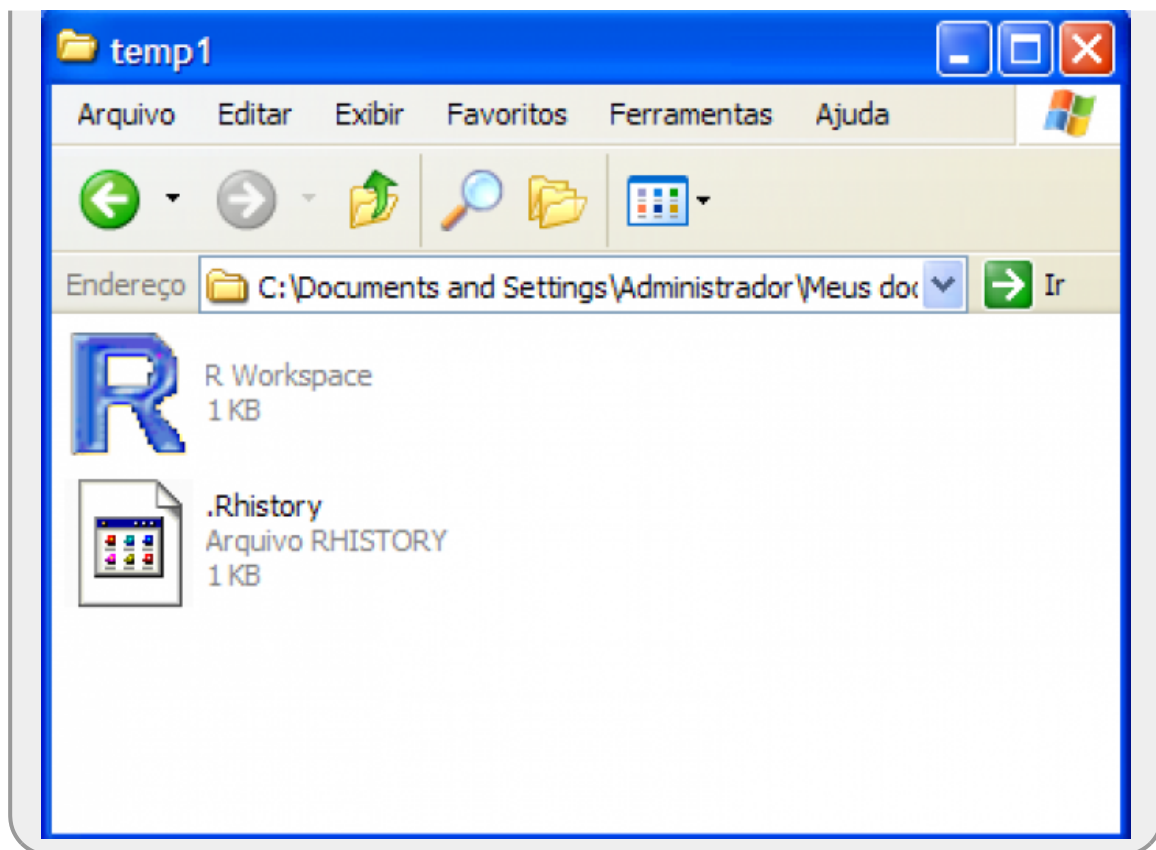 temp1
Arquivo Editar Exibir Favoritos Ferramentas Ajuda
Endereço C:\Documents and Settings\Administrador\Meus doc Ir
R Workspace
1 KB
.Rhistory
Arquivo RHISTORY
1 KB